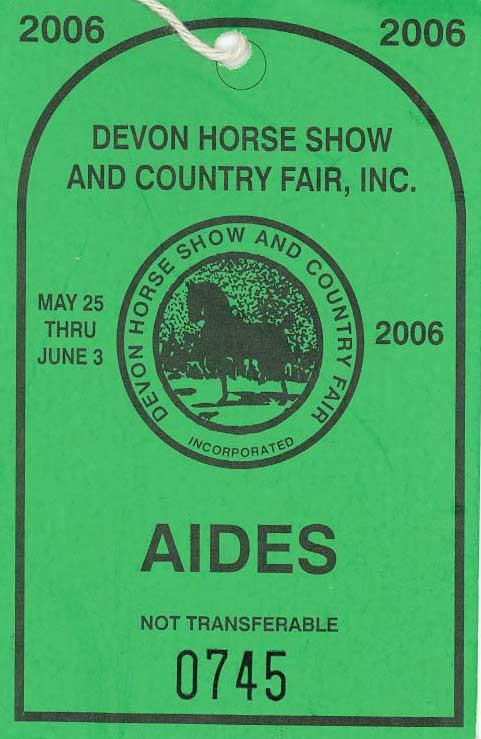 2006 2006
DEVON HORSE SHOW
AND COUNTRY FAIR, INC.
DEVON HORSE SHOW AND COUNTRY FAIR
INCORPORATED
MAY 25
THRU
JUNE 3
2006
AIDES
NOT TRANSFERABLE
0745